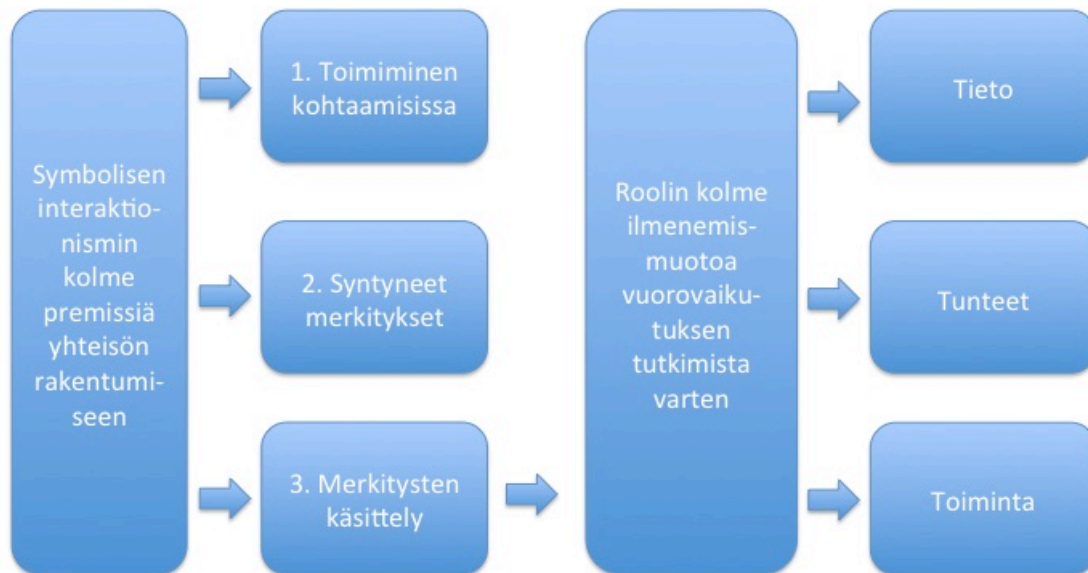 Symbolisen
interaktio-
nismin
kolme
premissiä
yhteisön
rakentumi-
seen
1. Toimiminen
kohtaamisissa
2. Syntyneet
merkitykset
3. Merkitysten
käsittely
Roolin kolme
ilmenemis-
muotoa
vuorovaiku-
tuksen
tutkimista
varten
Tieto
Tunteet
Toiminta